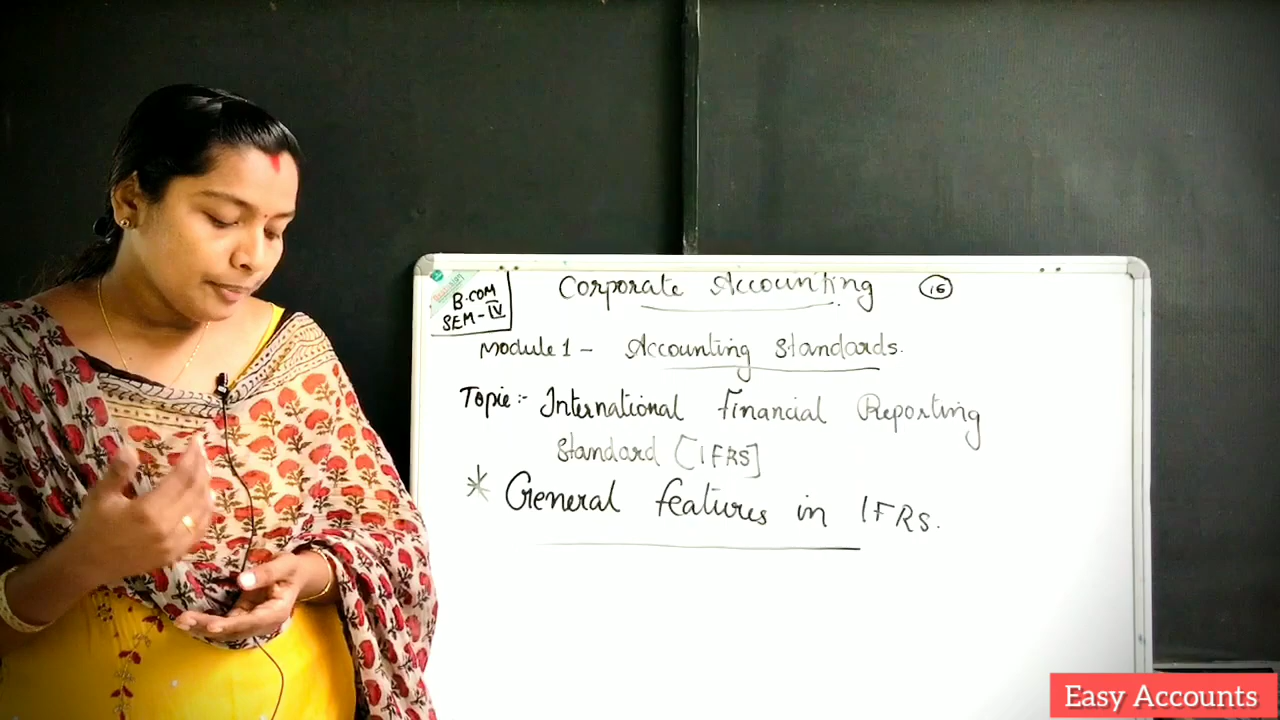 B.COM
SEM-IV
Corporate Accounting
16
Module 1 - Accounting Standards.
Topic:- International Financial Reporting
Standard [IFRS]
* General features in IFRS.
Easy Accounts